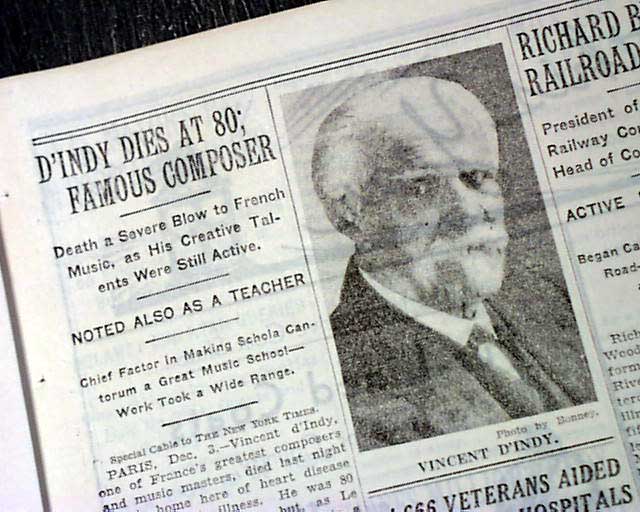 D'INDY DIES AT 80;
FAMOUS COMPOSER
Death a Severe Blow to French
Music, as His Creative Tal-
ents Were Still Active.
NOTED ALSO AS A TEACHER
Chief Factor in Making Schola Can-
torum a Great Music School—
Work Took a Wide Range.
Special Cable to THE NEW YORK TIMES.
PARIS, Dec. 3.—Vincent d'Indy,
one of France's greatest composers
and music masters, died last night
home here of heart disease
illness. He was 80
but, as Le
a
Photo by Bonney.
VINCENT D'INDY.
VETERANS AIDED
HOSPITALS
RICHARD
RAILROAD
President of
Railway
Head of
ACTIVE
Began
Road